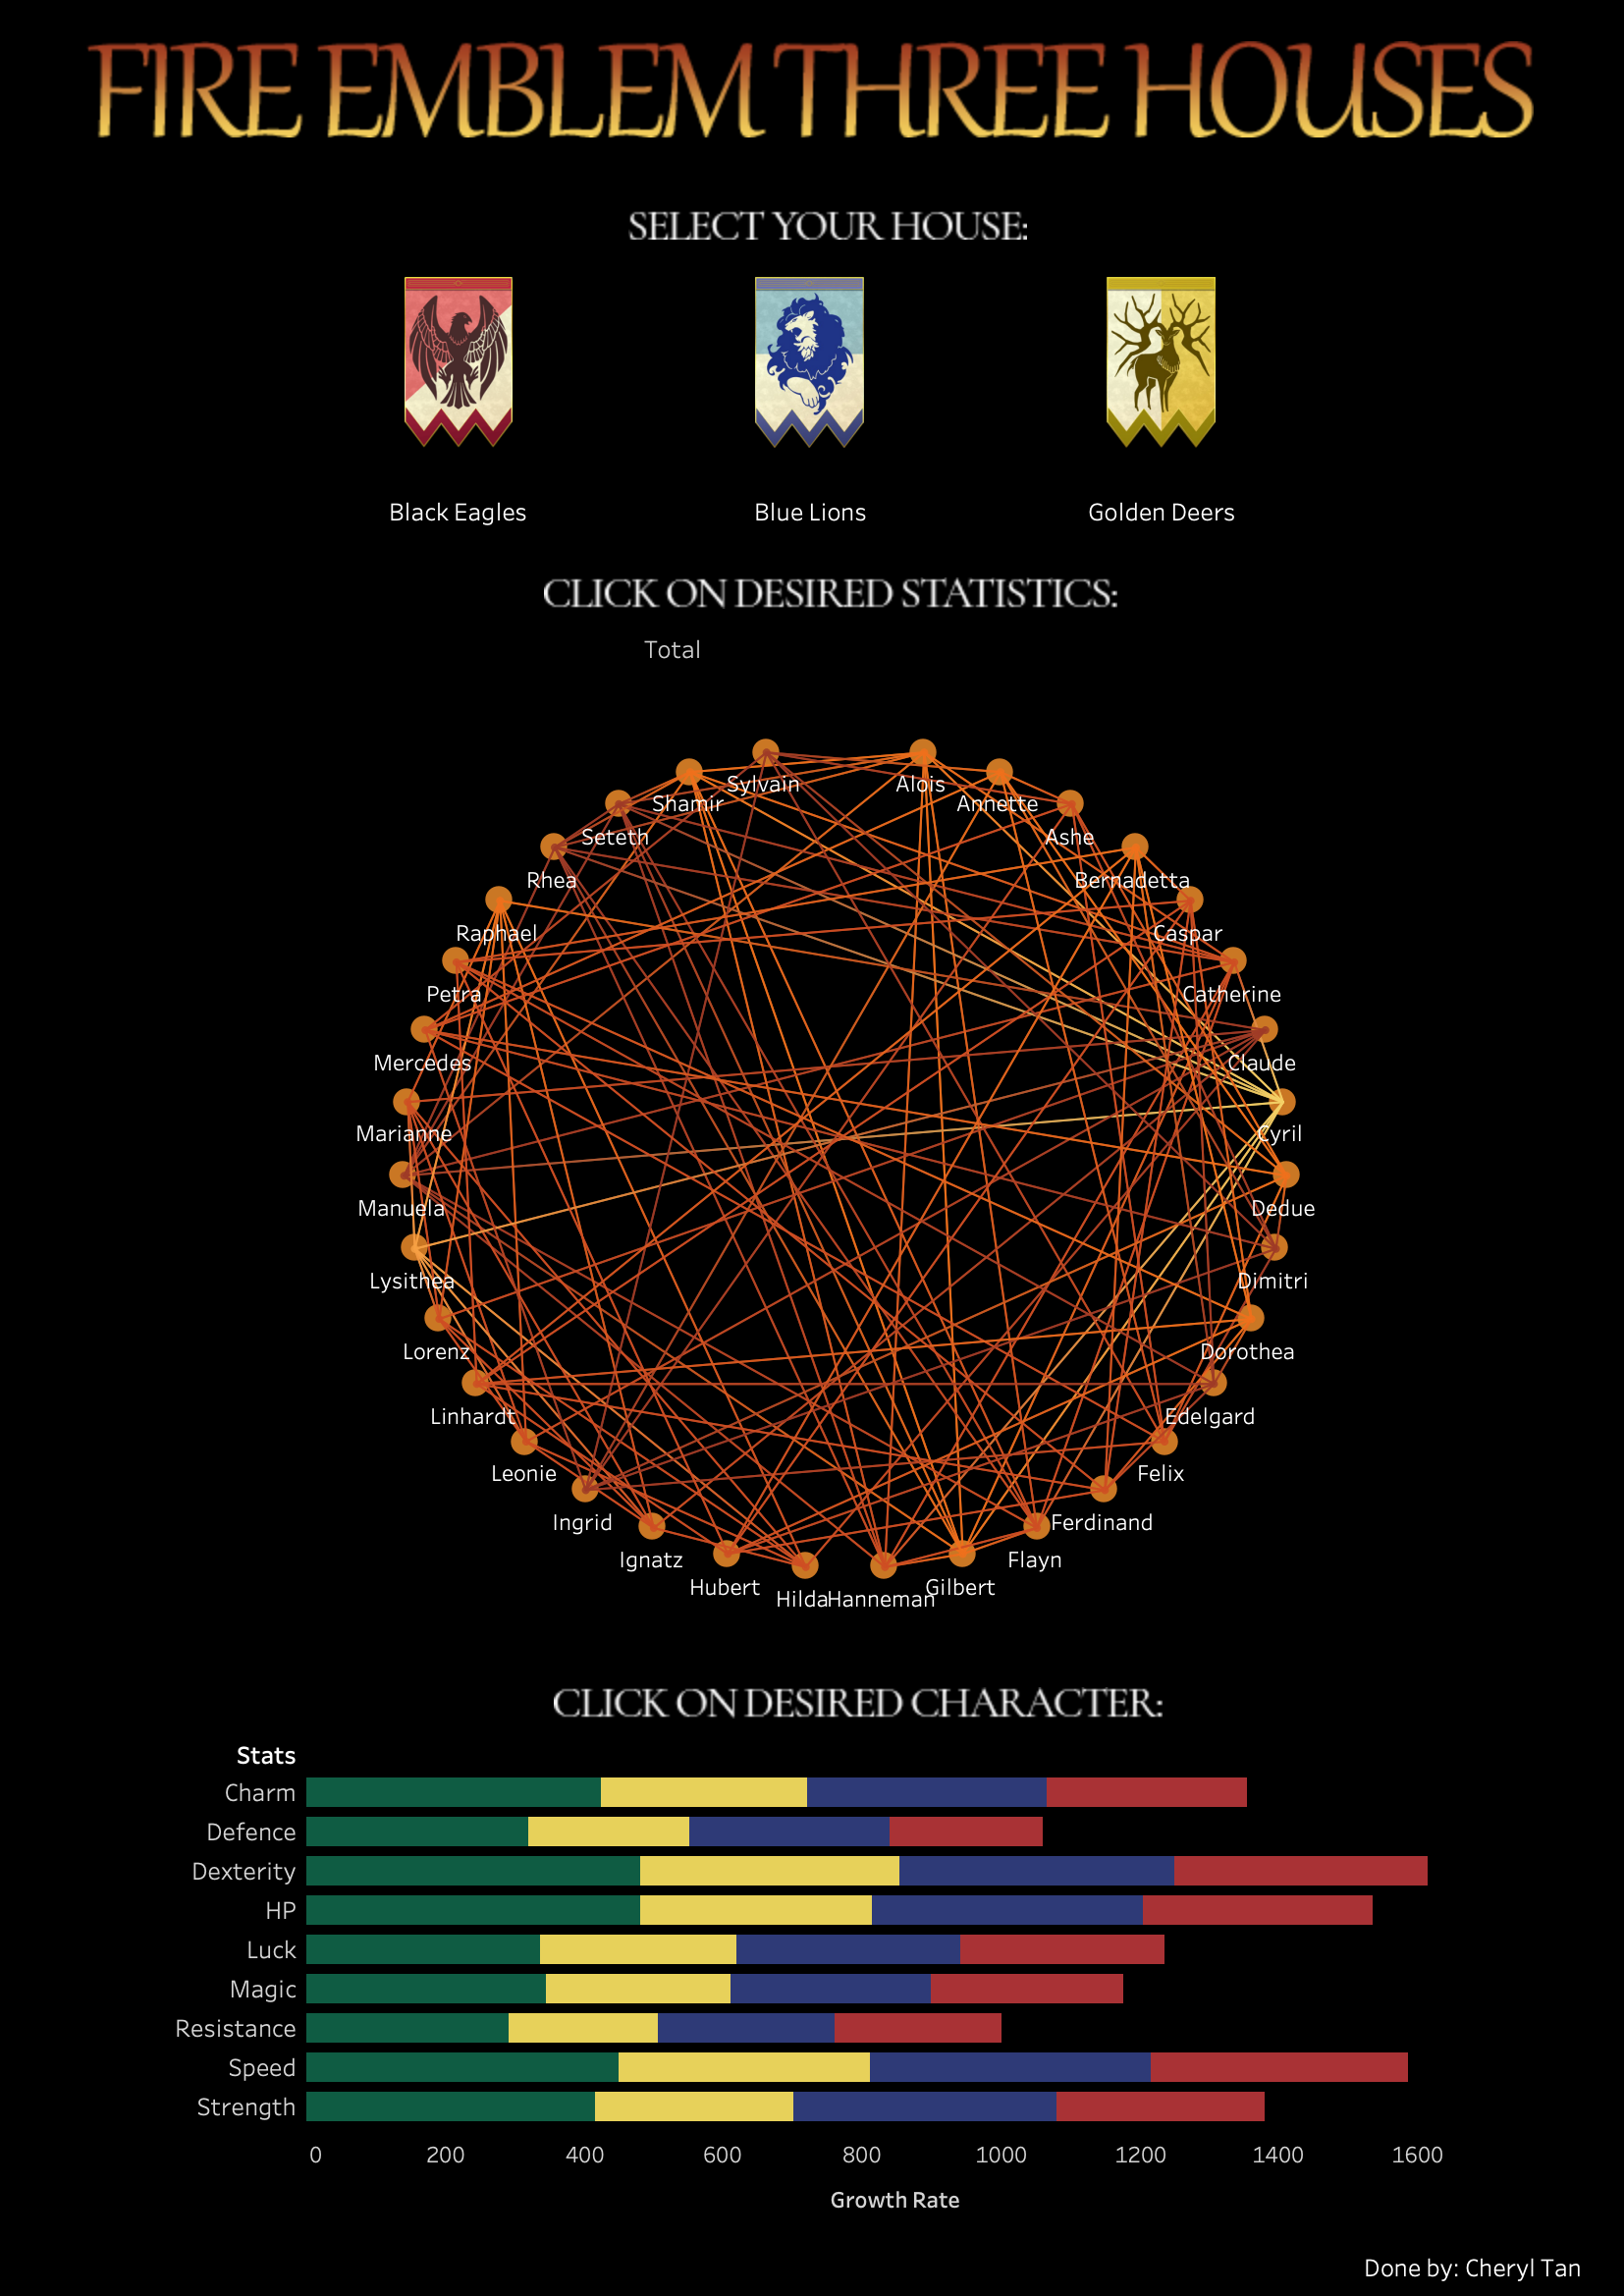 FIRE EMBLEM THREE HOUSES
SELECT YOUR HOUSE:
Black Eagles
Blue Lions
Golden Deers
CLICK ON DESIRED STATISTICS:
Total
Sylvain
Alois
Shamir
Annette
Seteth
Ashe
Rhea
Bernadetta
Raphael
Caspar
Petra
Catherine
Mercedes
Claude
Marianne
Cyril
Manuela
Dedue
Lysithea
Dimitri
Lorenz
Dorothea
Linhardt
Edelgard
Leonie
Felix
Ingrid
Ferdinand
Ignatz
Flayn
Hubert
Gilbert
Hilda
Hanneman
CLICK ON DESIRED CHARACTER:
Stats
Charm
Defence
Dexterity
HP
Luck
Magic
Resistance
Speed
Strength
0 200 400 600 800 1000 1200 1400 1600
Growth Rate
Done by: Cheryl Tan